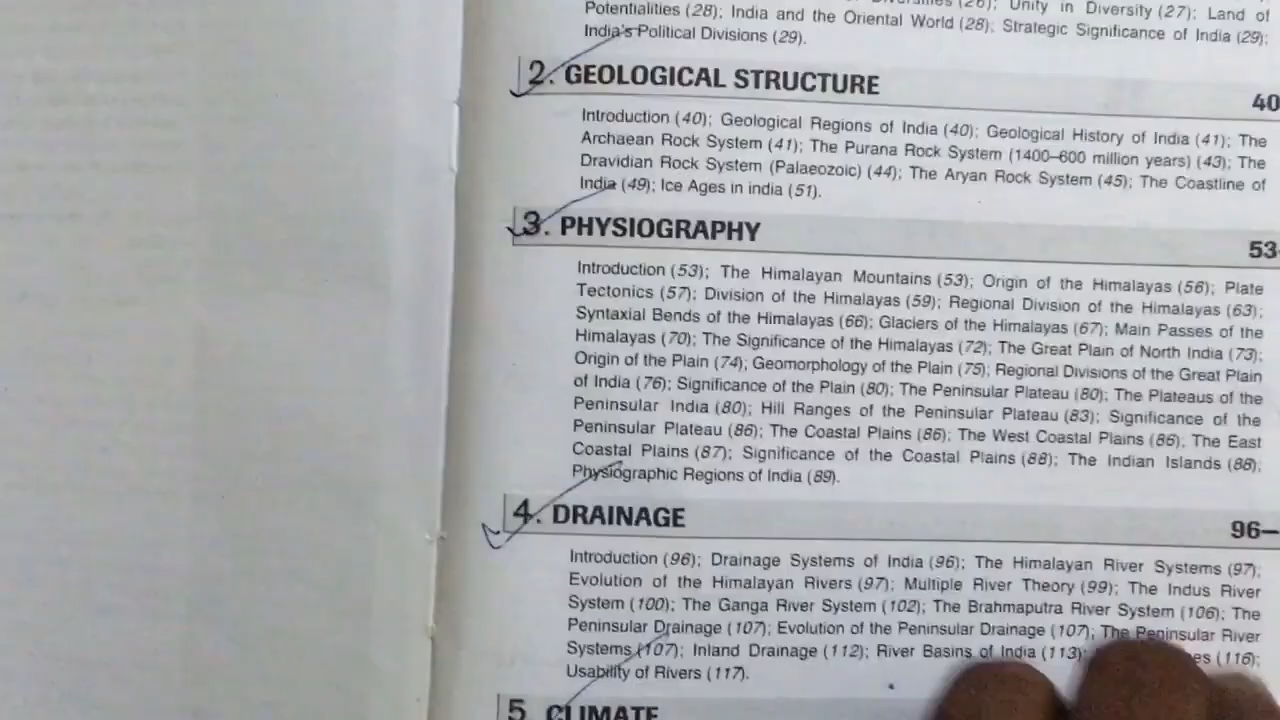 (26); Unity in Diversity (27); Land of
Potentialities (28); India and the Oriental World (28); Strategic Significance of India (29);
India's Political Divisions (29).
2. GEOLOGICAL STRUCTURE 40
Introduction (40); Geological Regions of India (40); Geological History of India (41); The
Archaean Rock System (41); The Purana Rock System (1400–600 million years) (43); The
Dravidian Rock System (Palaeozoic) (44); The Aryan Rock System (45); The Coastline of
India (49); Ice Ages in india (51).
3. PHYSIOGRAPHY 53-
Introduction (53); The Himalayan Mountains (53); Origin of the Himalayas (56); Plate
Tectonics (57); Division of the Himalayas (59); Regional Division of the Himalayas (63);
Syntaxial Bends of the Himalayas (66); Glaciers of the Himalayas (67); Main Passes of the
Himalayas (70); The Significance of the Himalayas (72); The Great Plain of North India (73);
Origin of the Plain (74); Geomorphology of the Plain (75); Regional Divisions of the Great Plain
of India (76); Significance of the Plain (80); The Peninsular Plateau (80); The Plateaus of the
Peninsular India (80); Hill Ranges of the Peninsular Plateau (83); Significance of the
Peninsular Plateau (86); The Coastal Plains (86); The West Coastal Plains (86); The East
Coastal Plains (87); Significance of the Coastal Plains (88); The Indian Islands (88);
Physiographic Regions of India (89).
4. DRAINAGE 96–
Introduction (96); Drainage Systems of India (96); The Himalayan River Systems (97);
Evolution of the Himalayan Rivers (97); Multiple River Theory (99); The Indus River
System (100); The Ganga River System (102); The Brahmaputra River System (106); The
Peninsular Drainage (107); Evolution of the Peninsular Drainage (107); The Peninsular River
Systems (107); Inland Drainage (112); River Basins of India (113); (116);
Usability of Rivers (117).
5. CLIMATE